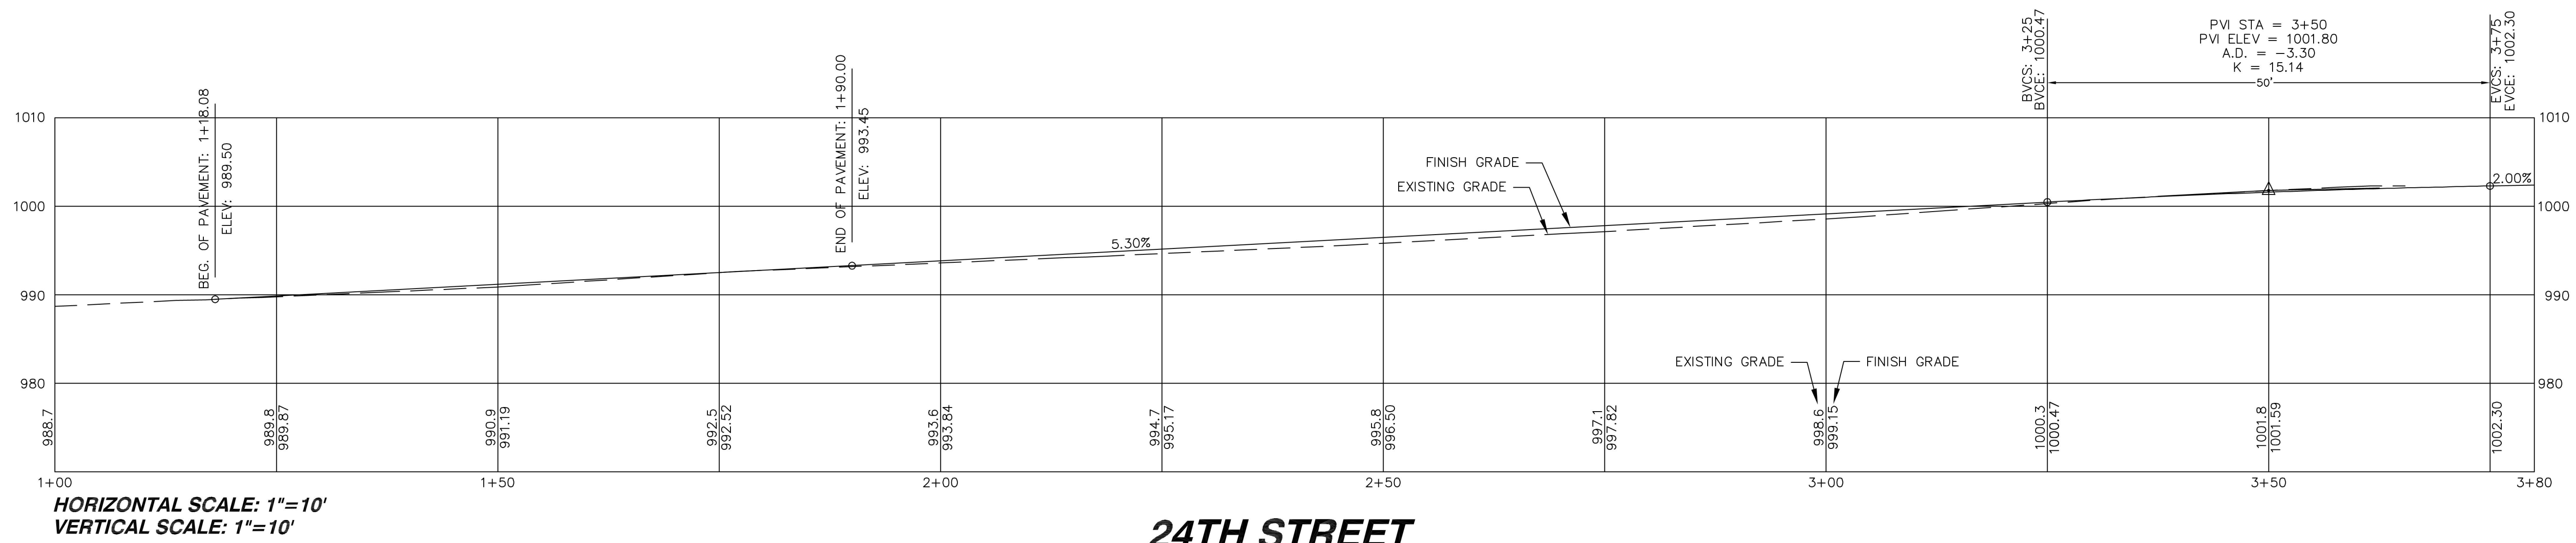 BVCS: 3+25
BVCE: 1000.47
PVI STA = 3+50
PVI ELEV = 1001.80
A.D. = -3.30
K = 15.14
50'
EVCS: 3+75
EVCE: 1002.30
BEG. OF PAVEMENT: 1+18.08
ELEV: 989.50
END OF PAVEMENT: 1+90.00
ELEV: 993.45
1010
1010
FINISH GRADE
EXISTING GRADE
2.00%
1000
1000
5.30%
990
990
EXISTING GRADE
FINISH GRADE
980
980
988.7
989.8
989.87
990.9
991.19
992.5
992.52
993.6
993.84
994.7
995.17
995.8
996.50
997.1
997.82
998.6
999.15
1000.3
1000.47
1001.8
1001.59
1002.30
1+00
1+50
2+00
2+50
3+00
3+50
3+80
HORIZONTAL SCALE: 1"=10'
VERTICAL SCALE: 1"=10'
24TH STREET